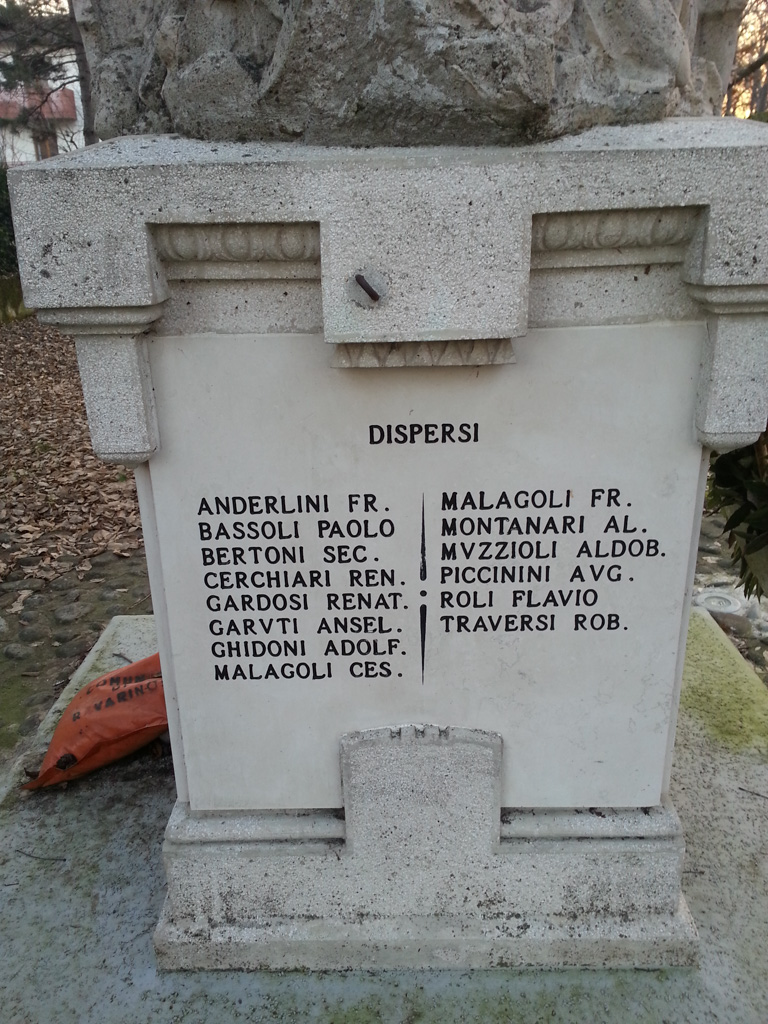 DISPERSI
ANDERLINI FR.
BASSOLI PAOLO
BERTONI SEC.
CERCHIARI REN.
GARDOSI RENAT.
GARVTI ANSEL.
GHIDONI ADOLF.
MALAGOLI CES.
MALAGOLI FR.
MONTANARI AL.
MVZZIOLI ALDOB.
PICCININI AVG.
ROLI FLAVIO
TRAVERSI ROB.
RAVARINO